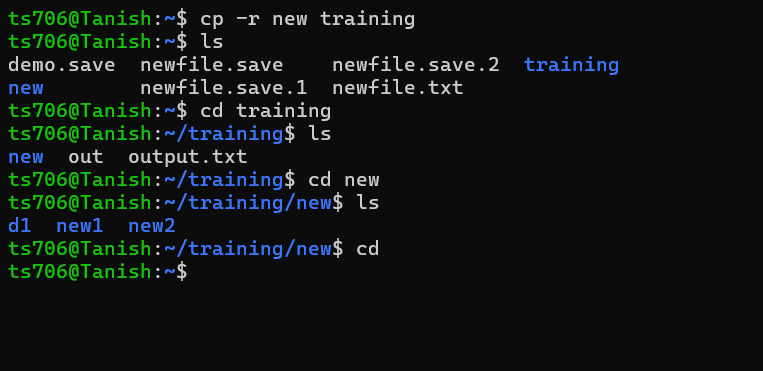 ts706@Tanish:~$ cp -r new training
ts706@Tanish:~$ ls
demo.save  newfile.save    newfile.save.2  training
new        newfile.save.1  newfile.txt
ts706@Tanish:~$ cd training
ts706@Tanish:~/training$ ls
new  out  output.txt
ts706@Tanish:~/training$ cd new
ts706@Tanish:~/training/new$ ls
d1  new1  new2
ts706@Tanish:~/training/new$ cd
ts706@Tanish:~$